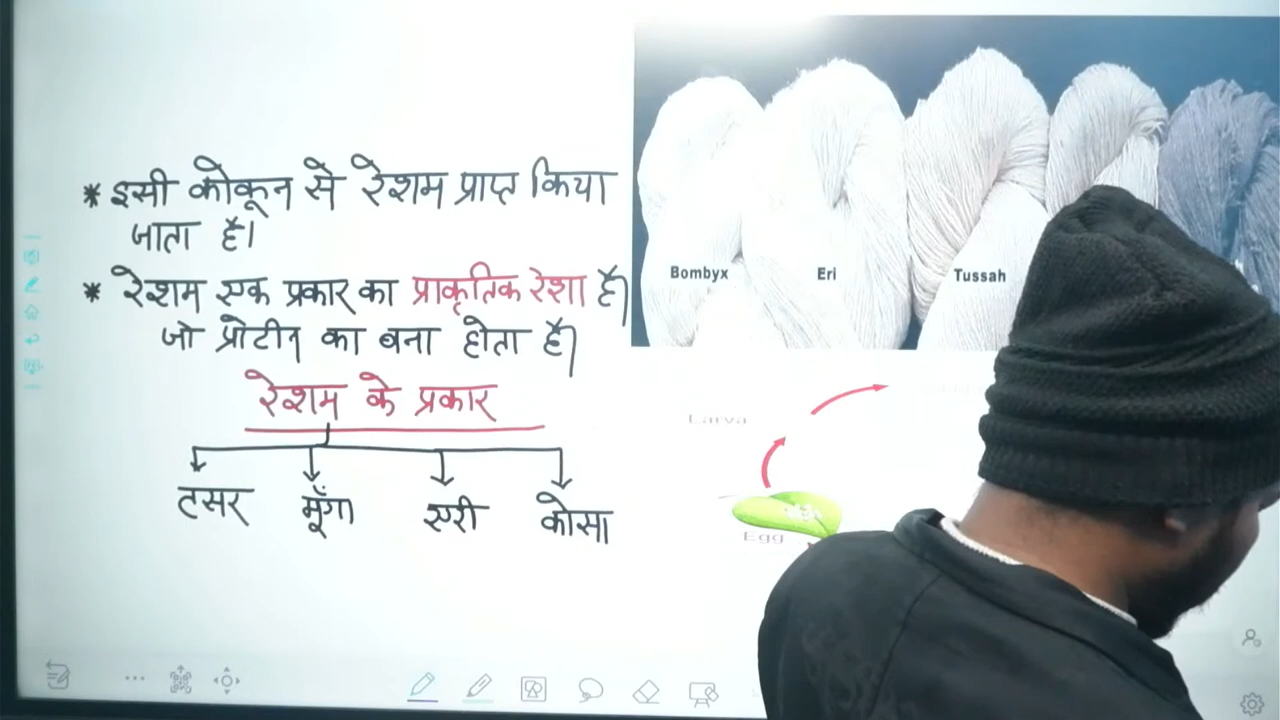 * इसी कोकून से रेशम प्राप्त किया
जाता है।
* रेशम एक प्रकार का प्राकृतिक रेशा है।
जो प्रोटीन का बना होता है।
रेशम के प्रकार
टसर मूँगा एरी कोसा
Bombyx Eri Tussah
Larva
Egg